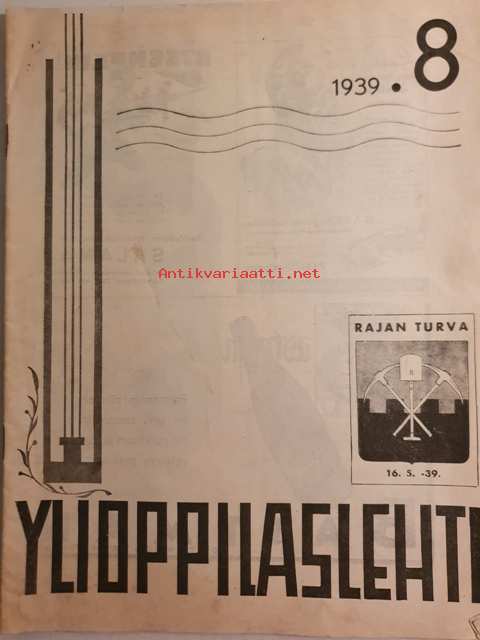 1939 • 8
Antikvariaatti.net
RAJAN TURVA
16. 5. -39.
YLIOPPILASLEHTI